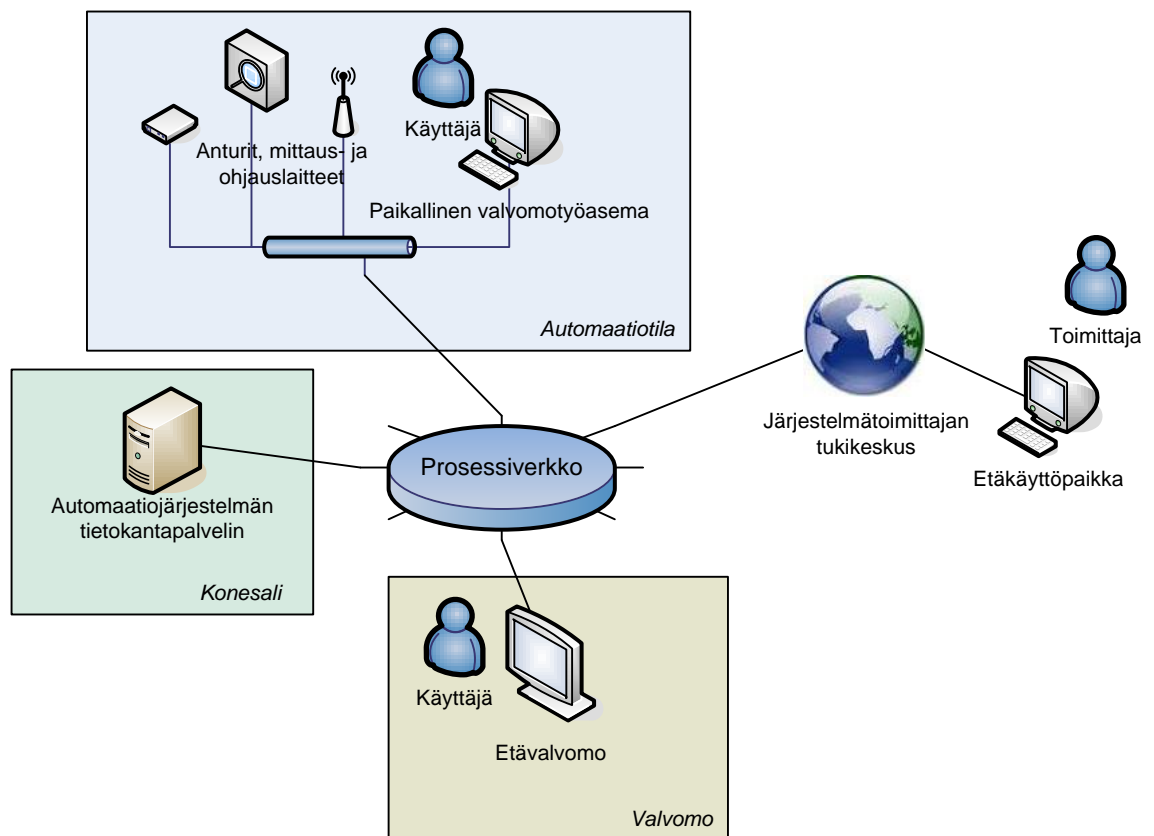 Käyttäjä
Anturit, mittaus- ja
ohjauslaitteet
Paikallinen valvomotyöasema
Automaatiotila
Toimittaja
Järjestelmätoimittajan
tukikeskus
Etäkäyttöpaikka
Prosessiverkko
Automaatiojärjestelmän
tietokantapalvelin
Konesali
Käyttäjä
Etävalvomo
Valvomo